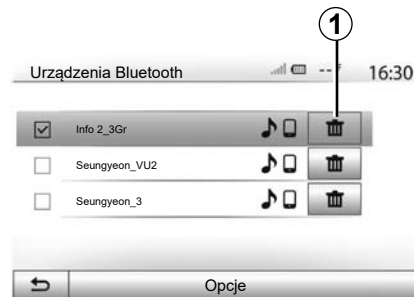 1
Urządzenia Bluetooth
16:30
Info 2_3Gr
Seungyeon_VU2
Seungyeon_3
Opcje